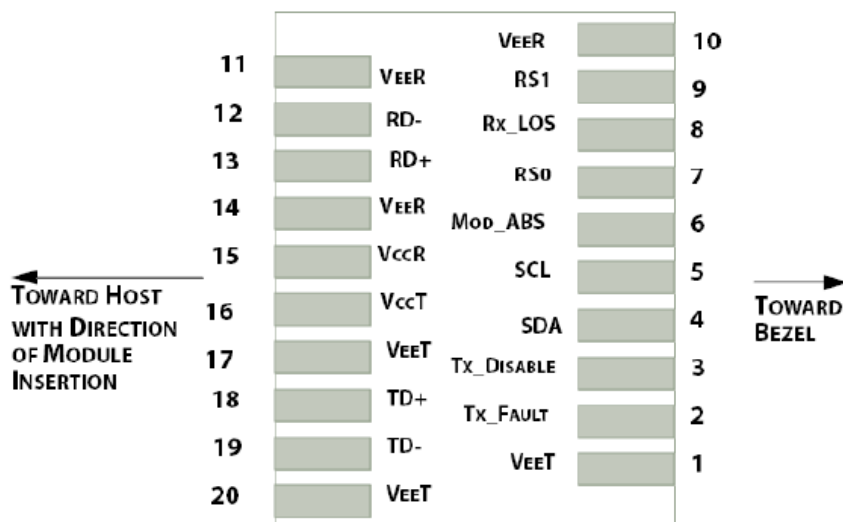 VEER 10
11 VEER
RS1 9
12 RD-
Rx_LOS 8
13 RD+
RS0 7
14 VEER
MOD_ABS 6
15 VCCR
SCL 5
TOWARD HOST
WITH DIRECTION
OF MODULE
INSERTION
16 VCCT
SDA 4
TOWARD
BEZEL
17 VEET
TX_DISABLE 3
18 TD+
TX_FAULT 2
19 TD-
VEET 1
20 VEET